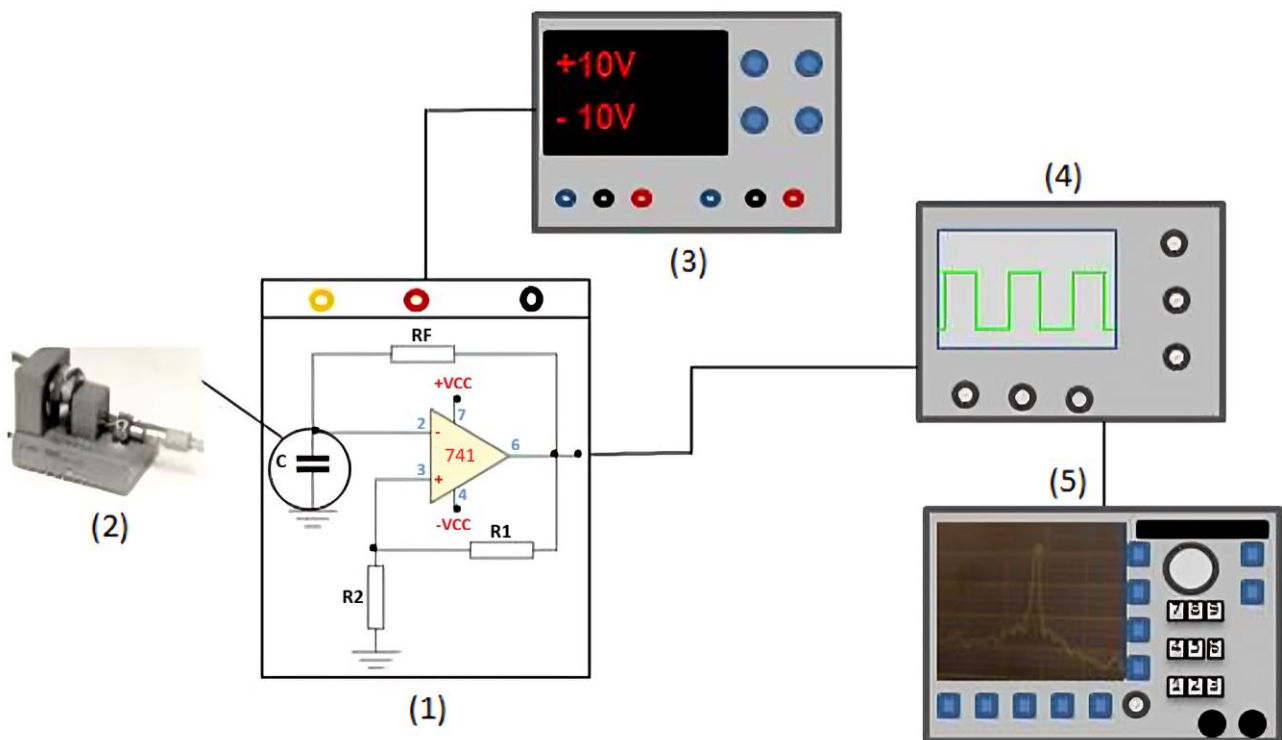 +10V
- 10V
(3)
(4)
RF
+VCC
7
2
-
741
6
3
+
4
-VCC
C
R1
R2
(2)
(1)
(5)